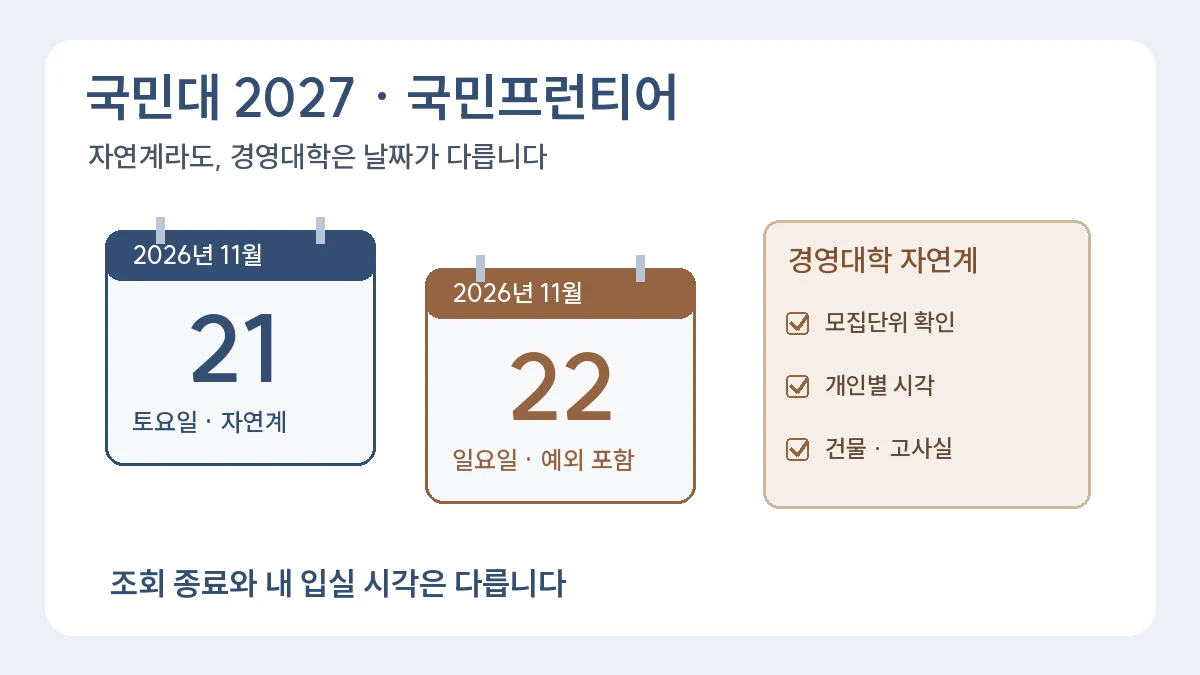 국민대 2027 · 국민프런티어
자연계라도, 경영대학은 날짜가 다릅니다
2026년 11월
21
토요일 · 자연계
2026년 11월
22
일요일 · 예외 포함
경영대학 자연계
모집단위 확인
개인별 시각
건물 · 고사실
조회 종료와 내 입실 시각은 다릅니다